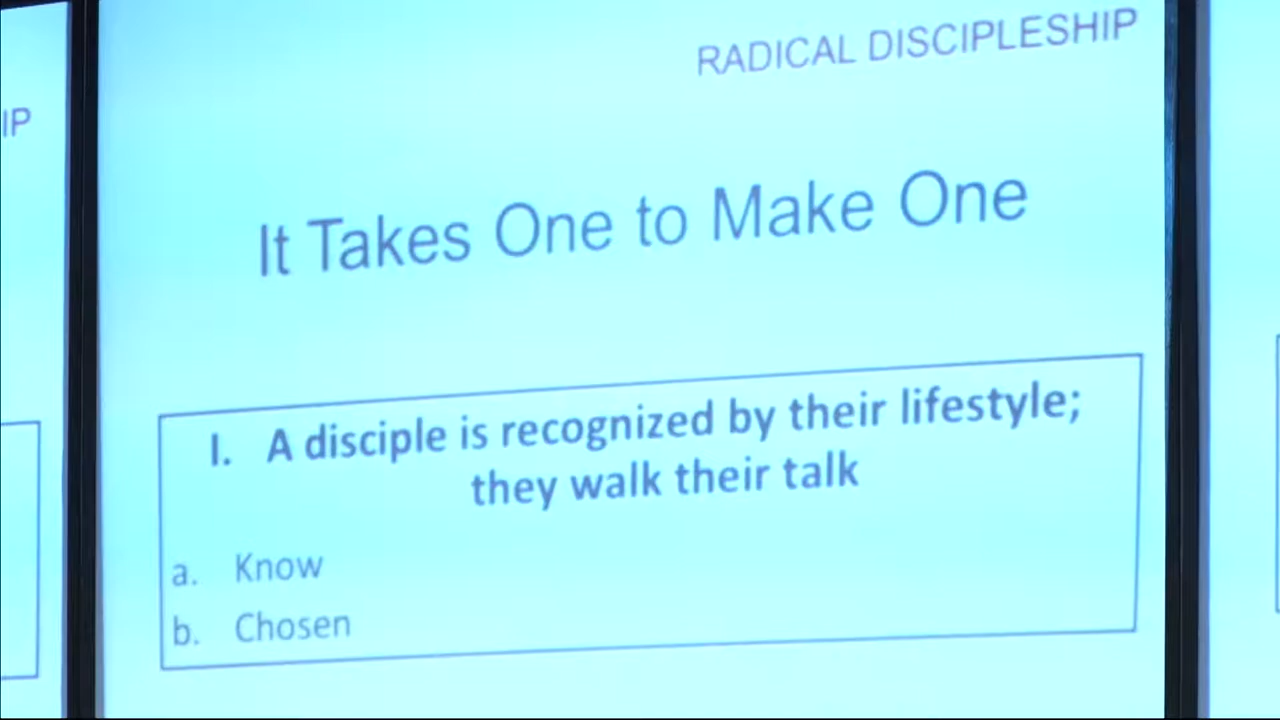 RADICAL DISCIPLESHIP
IP
It Takes One to Make One
I. A disciple is recognized by their lifestyle;
they walk their talk
a. Know
b. Chosen